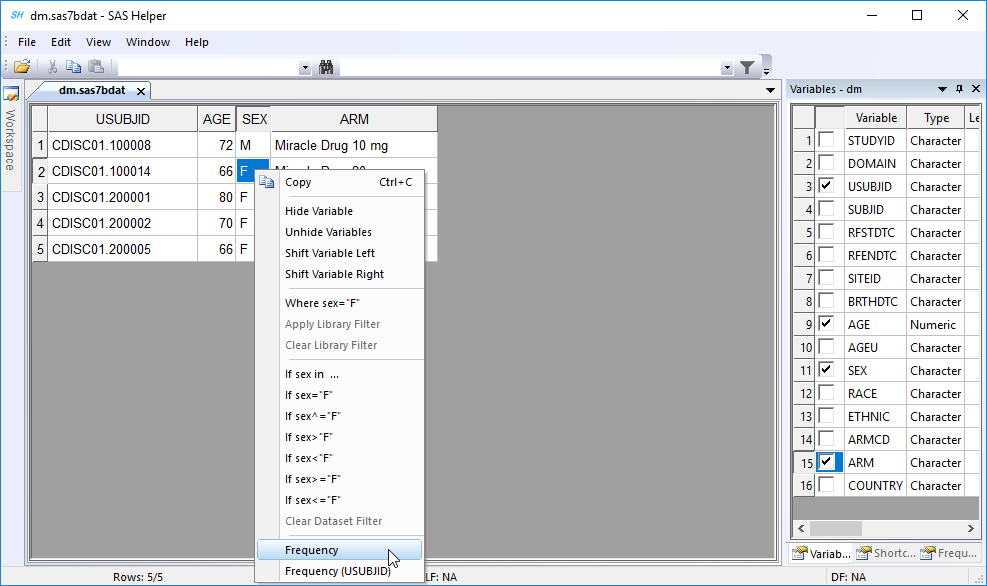 SH dm.sas7bdat - SAS Helper
File Edit View Window Help
dm.sas7bdat
Variables - dm
Workspace
USUBJID AGE SEX ARM
1 CDISC01.100008 72 M Miracle Drug 10 mg
2 CDISC01.100014 66 F
3 CDISC01.200001 80 F
4 CDISC01.200002 70 F
5 CDISC01.200005 66 F
Copy Ctrl+C
Hide Variable
Unhide Variables
Shift Variable Left
Shift Variable Right
Where sex="F"
Apply Library Filter
Clear Library Filter
If sex in ...
If sex="F"
If sex^="F"
If sex>"F"
If sex<"F"
If sex>="F"
If sex<="F"
Clear Dataset Filter
Frequency
Frequency (USUBJID)
Variable Type Le
1 STUDYID Character
2 DOMAIN Character
3 USUBJID Character
4 SUBJID Character
5 RFSTDTC Character
6 RFENDTC Character
7 SITEID Character
8 BRTHDTC Character
9 AGE Numeric
10 AGEU Character
11 SEX Character
12 RACE Character
13 ETHNIC Character
14 ARMCD Character
15 ARM Character
16 COUNTRY Character
Variab... Shortc... Frequ...
Rows: 5/5 LF: NA DF: NA